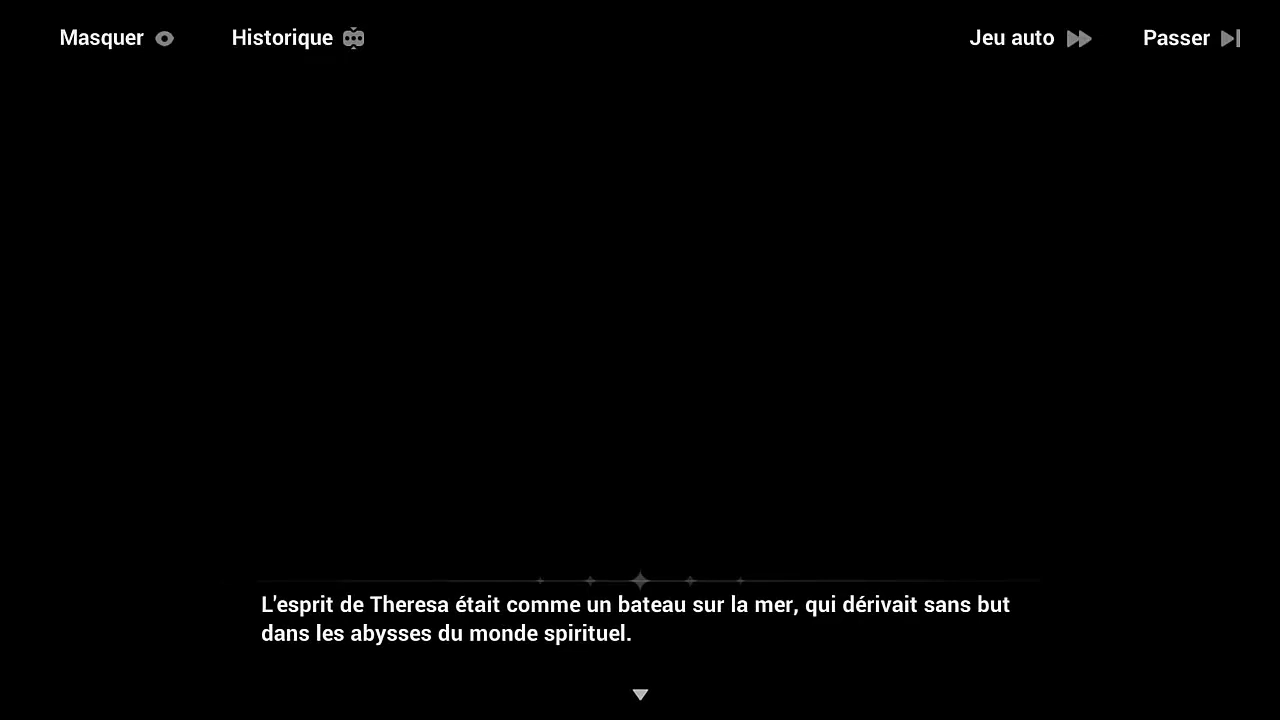 Masquer Historique Jeu auto Passer
L'esprit de Theresa était comme un bateau sur la mer, qui dérivait sans but
dans les abysses du monde spirituel.